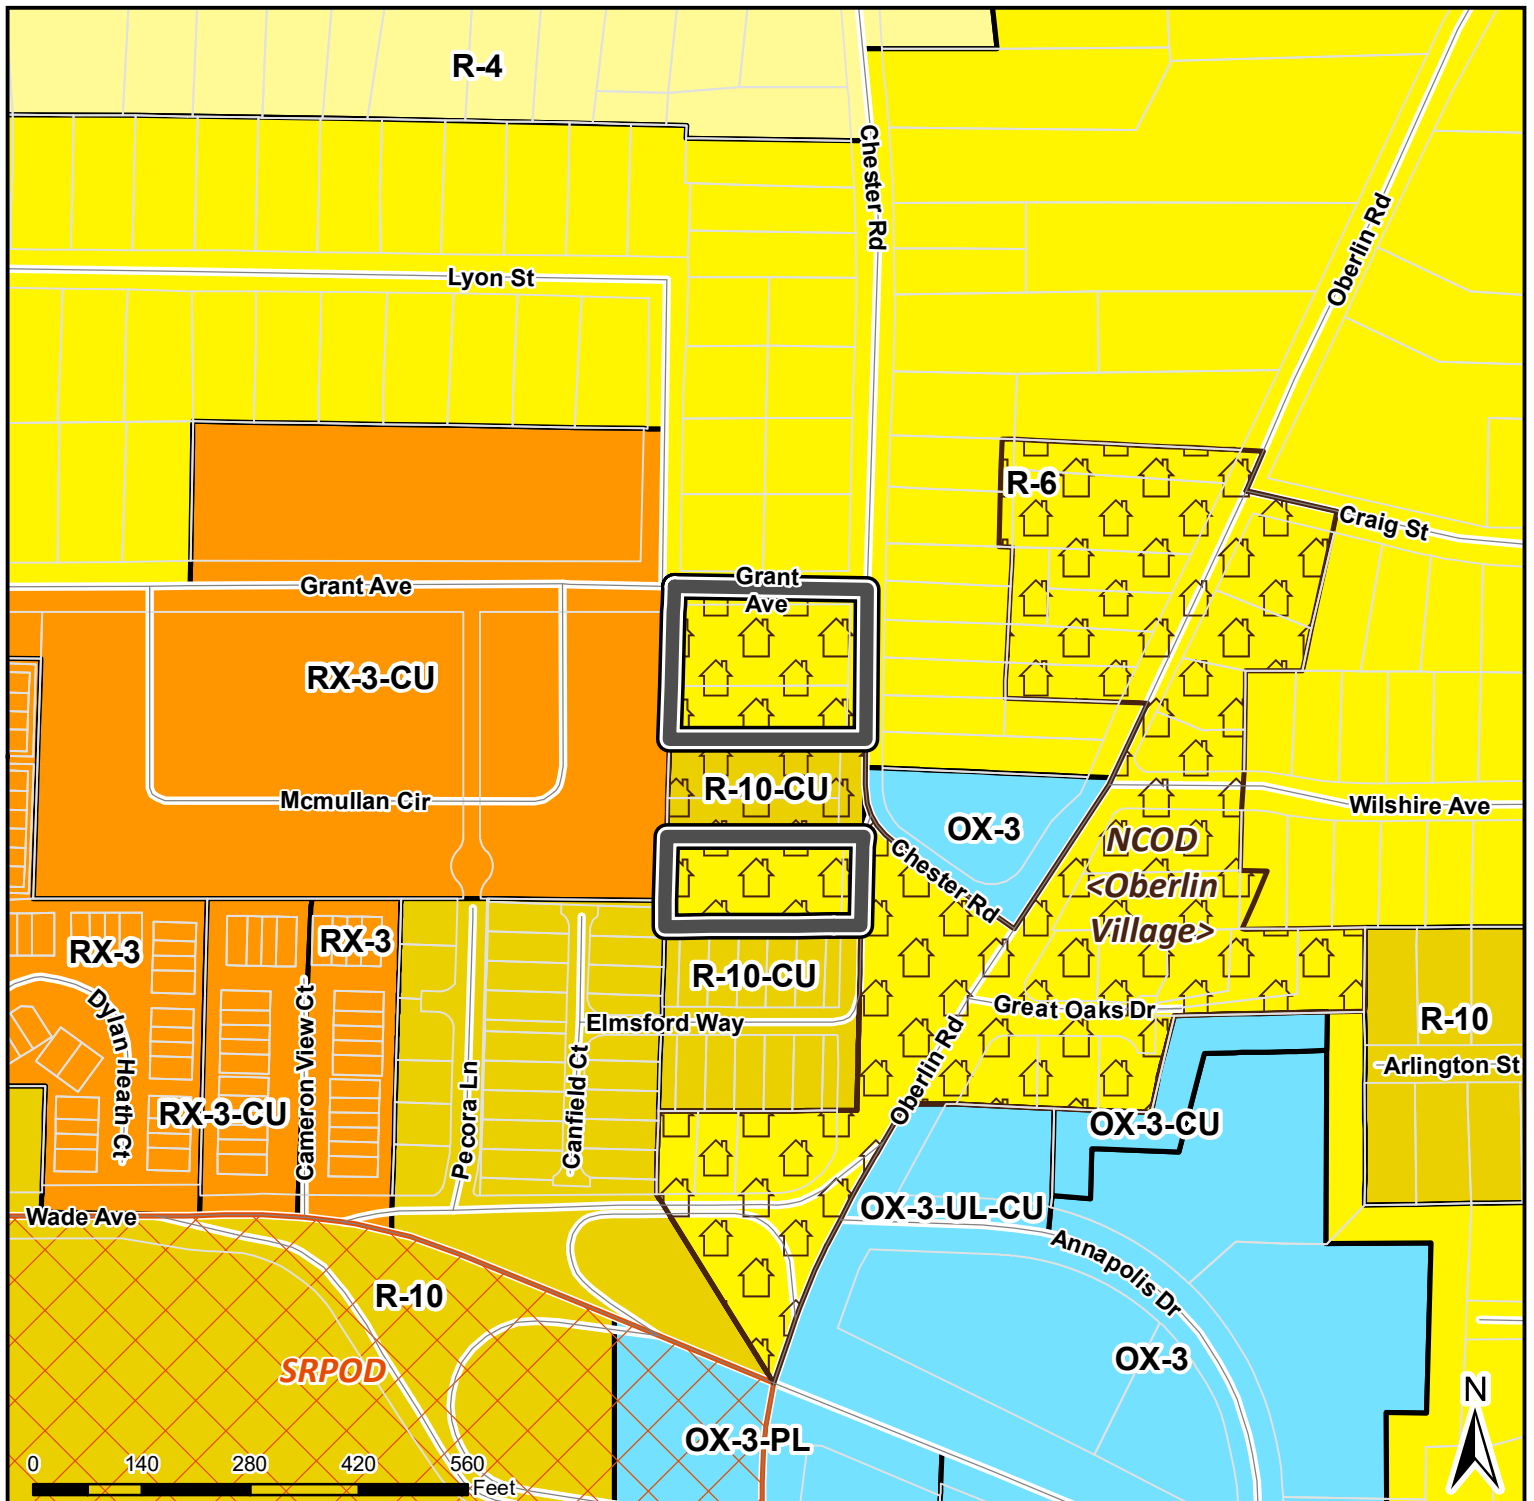 R-4
Chester Rd
Oberlin Rd
Lyon St
R-6
Craig St
Grant
Ave
Grant Ave
RX-3-CU
R-10-CU
Mcmullan Cir
OX-3
Wilshire Ave
NCOD
<Oberlin
Village>
Chester Rd
RX-3
RX-3
R-10-CU
Great Oaks Dr
R-10
Elmsford Way
Dylan Heath Ct
Cameron View Ct
Pecora Ln
Canfield Ct
Oberlin Rd
Arlington St
RX-3-CU
OX-3-CU
Wade Ave
OX-3-UL-CU
Annapolis Dr
R-10
SRPOD
OX-3
OX-3-PL
N
0 140 280 420 560
Feet